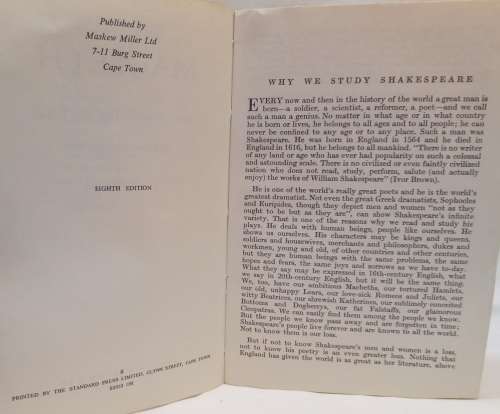 Published by
Maskew Miller Ltd
7-11 Burg Street
Cape Town
EIGHTH EDITION
8
PRINTED BY THE STANDARD PRESS LIMITED, GLYNN STREET, CAPE TOWN
WHY WE STUDY SHAKESPEARE
EVERY now and then in the history of the world a great man is
born—a soldier, a scientist, a reformer, a poet—and we call
such a man a genius. No matter in what age or in what country
he is born or lives, he belongs to all ages and to all people; he can
never be confined to any age or to any place. Such a man was
Shakespeare. He was born in England in 1564 and he died in
England in 1616, but he belongs to all mankind. "There is no writer
of any land or age who has ever had popularity on such a colossal
and astounding scale. There is no civilized or even faintly civilized
nation who does not read, study, perform, salute (and actually
enjoy) the works of William Shakespeare" (Ivor Brown).
He is one of the world's really great poets and he is the world's
greatest dramatist. Not even the great Greek dramatists, Sophocles
and Euripides, though they depict men and women "not as they
ought to be but as they are", can show Shakespeare's infinite
variety. That is one of the reasons why we read and study his
plays. He deals with human beings, people like ourselves. He
shows us ourselves. His characters may be kings and queens,
soldiers and housewives, merchants and philosophers, dukes and
workmen, young and old, of other countries and other centuries,
but they are human beings with the same problems, the same
hopes and fears, the same joys and sorrows as we have to-day.
What they say may be expressed in 16th-century English, what
we say in 20th-century English, but it will be the same thing.
We, too, have our ambitious Macbeths, our tortured Hamlets,
our old, unhappy Lears, our love-sick Romeos and Juliets, our
witty Beatrices, our shrewish Katherinas, our sublimely conceited
Bottoms and Dogberrys, our fat Falstaffs, our glamorous
Cleopatras. We can easily find them among the people we know.
But the people we know pass away and are forgotten in time;
Shakespeare's people live forever and are known to all the world.
Not to know them is our loss.
But if not to know Shakespeare's men and women is a loss,
not to know his poetry is an even greater loss. Nothing that
England has given the world is as great as her literature, above